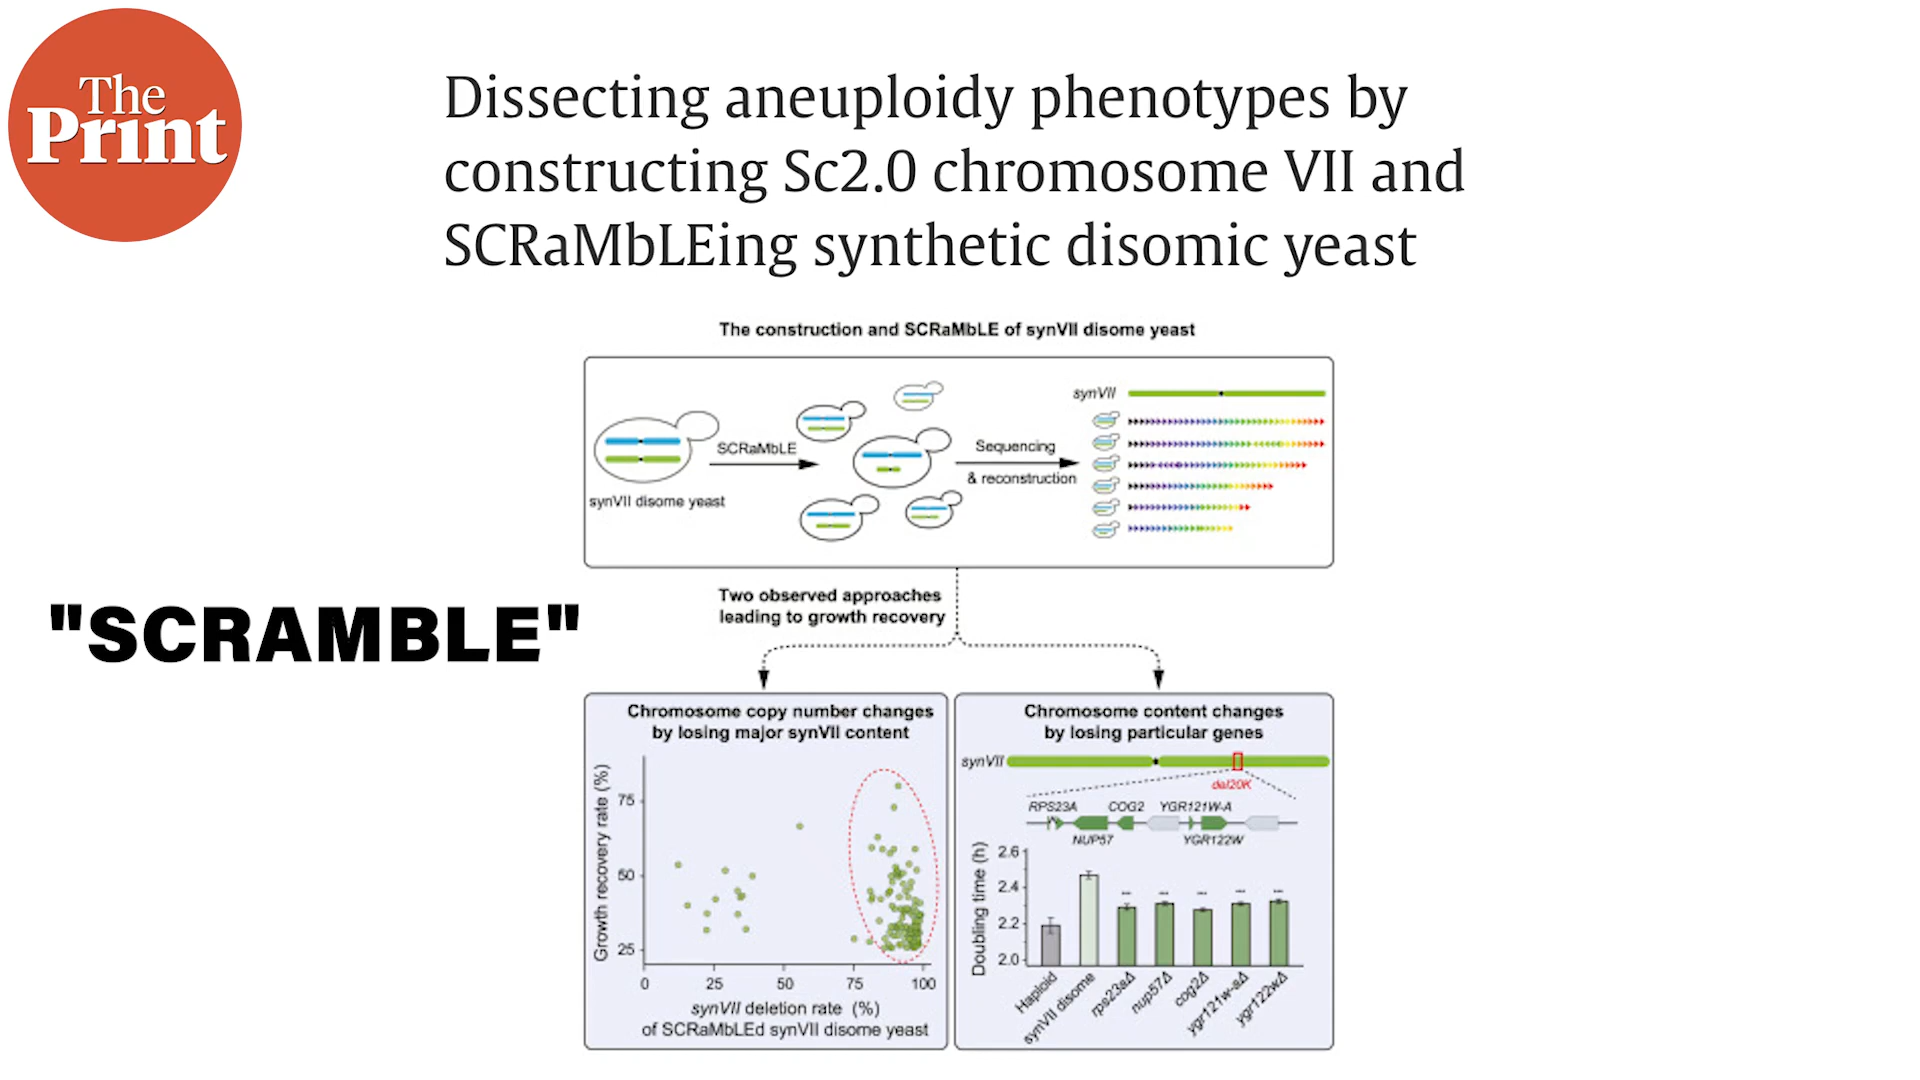 The
Print
Dissecting aneuploidy phenotypes by
constructing Sc2.0 chromosome VII and
SCRaMbLEing synthetic disomic yeast
The construction and SCRaMbLE of synVII disome yeast
synVII disome yeast
SCRaMbLE
Sequencing
& reconstruction
synVII
"SCRAMBLE"
Two observed approaches
leading to growth recovery
Chromosome copy number changes
by losing major synVII content
Growth recovery rate (%)
75
50
25
0 25 50 75 100
synVII deletion rate (%)
of SCRaMbLEd synVII disome yeast
Chromosome content changes
by losing particular genes
synVII
del20K
RPS23A COG2 YGR121W-A
NUP57 YGR122W
Doubling time (h)
2.6
2.4
2.2
2.0
*** *** *** *** ***
Haploid
synVII disome
rps23aΔ
nup57Δ
cog2Δ
ygr121w-aΔ
ygr122wΔ